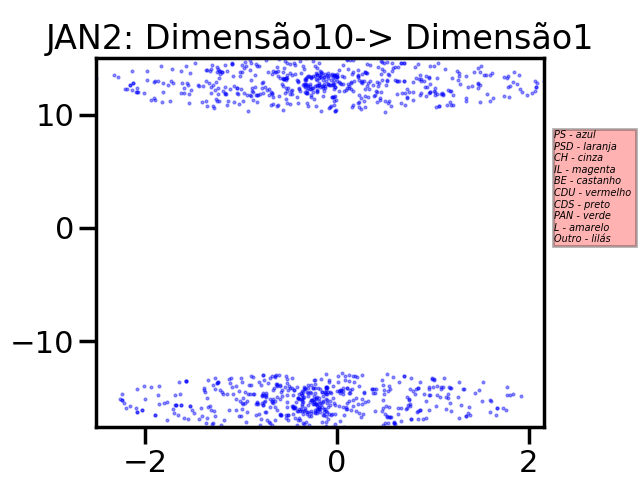 JAN2: Dimensão10-> Dimensão1
10
0
−10
−2
0
2
PS - azul
PSD - laranja
CH - cinza
IL - magenta
BE - castanho
CDU - vermelho
CDS - preto
PAN - verde
L - amarelo
Outro - lilás